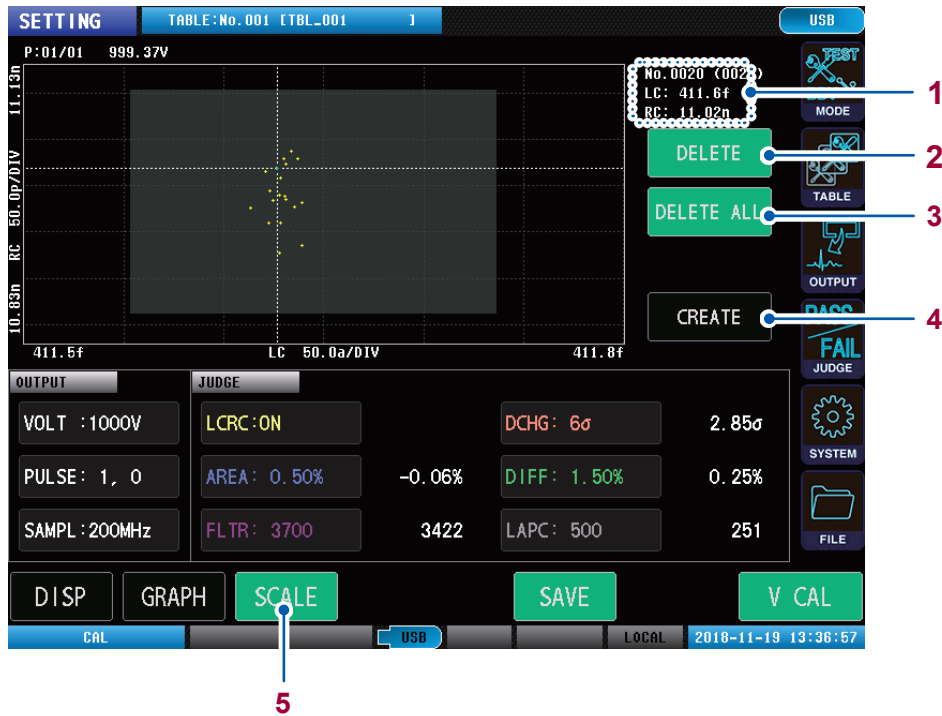 SETTING TABLE:No.001 [TBL_001 ] USB
P:01/01 999.37V
11.13n
50.0p/DIV
RC
10.83n
411.5f LC 50.0a/DIV 411.8f
No.0020 (002 )
LC: 411.6f
RC: 11.02n
1
DELETE
2
DELETE ALL
3
CREATE
4
TEST
MODE
TABLE
OUTPUT
PASS
FAIL
JUDGE
SYSTEM
FILE
OUTPUT JUDGE
VOLT :1000V LCRC:ON DCHG: 6σ 2.85σ
PULSE: 1, 0 AREA: 0.50% -0.06% DIFF: 1.50% 0.25%
SAMPL:200MHz FLTR: 3700 3422 LAPC: 500 251
DISP GRAPH SCALE SAVE V CAL
CAL USB LOCAL 2018-11-19 13:36:57
5